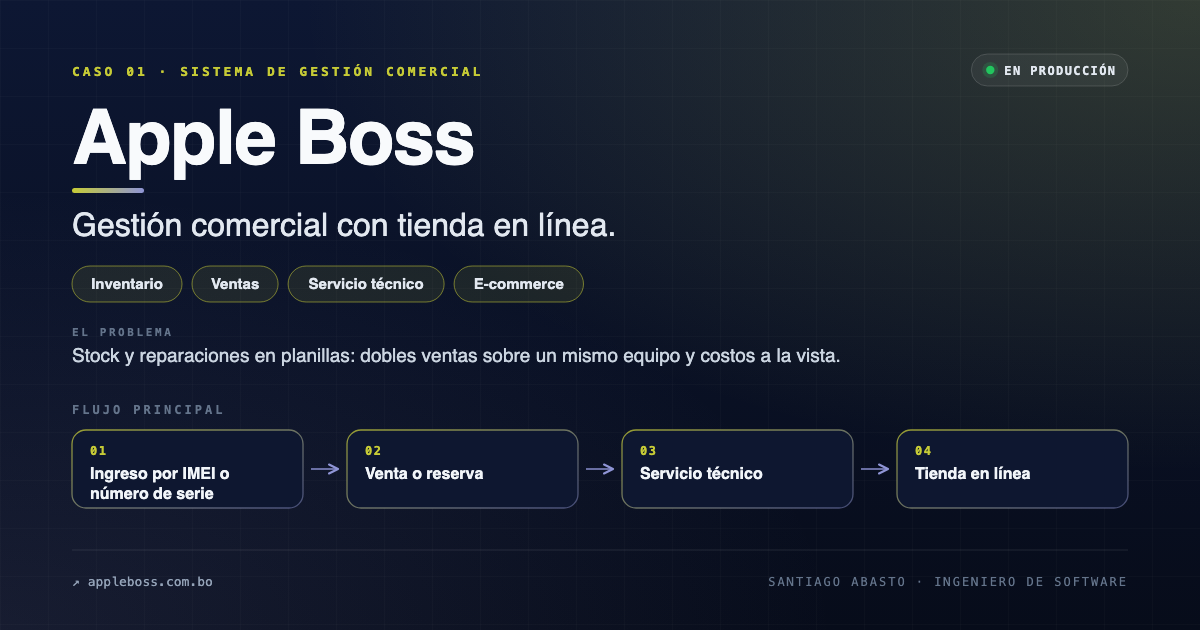 CASO 01 · SISTEMA DE GESTIÓN COMERCIAL
EN PRODUCCIÓN
Apple Boss
Gestión comercial con tienda en línea.
Inventario
Ventas
Servicio técnico
E-commerce
EL PROBLEMA
Stock y reparaciones en planillas: dobles ventas sobre un mismo equipo y costos a la vista.
FLUJO PRINCIPAL
01
Ingreso por IMEI o
número de serie
02
Venta o reserva
03
Servicio técnico
04
Tienda en línea
↗ appleboss.com.bo
SANTIAGO ABASTO · INGENIERO DE SOFTWARE